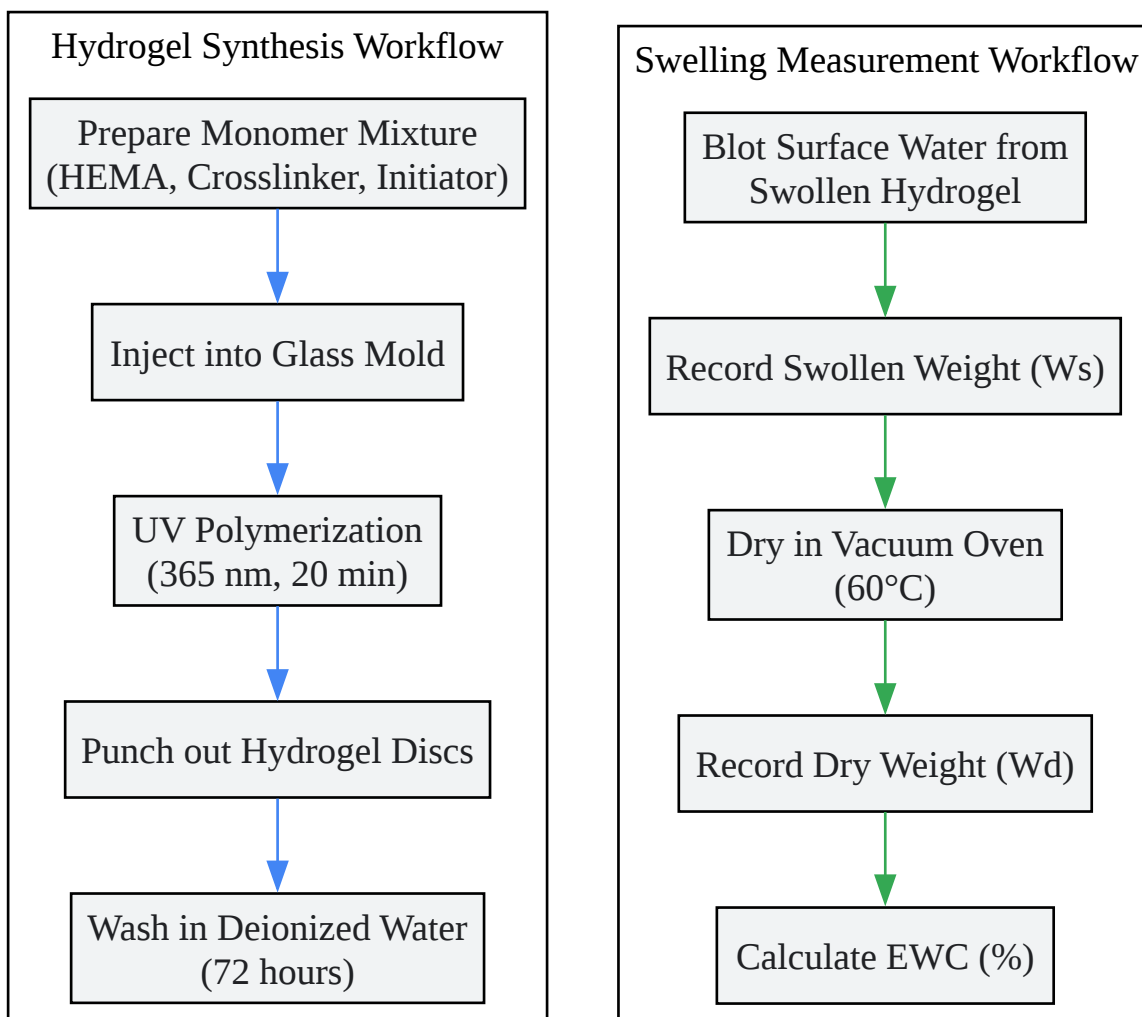 Hydrogel Synthesis Workflow
Prepare Monomer Mixture
(HEMA, Crosslinker, Initiator)
Inject into Glass Mold
UV Polymerization
(365 nm, 20 min)
Punch out Hydrogel Discs
Wash in Deionized Water
(72 hours)
Swelling Measurement Workflow
Blot Surface Water from
Swollen Hydrogel
Record Swollen Weight (Ws)
Dry in Vacuum Oven
(60°C)
Record Dry Weight (Wd)
Calculate EWC (%)